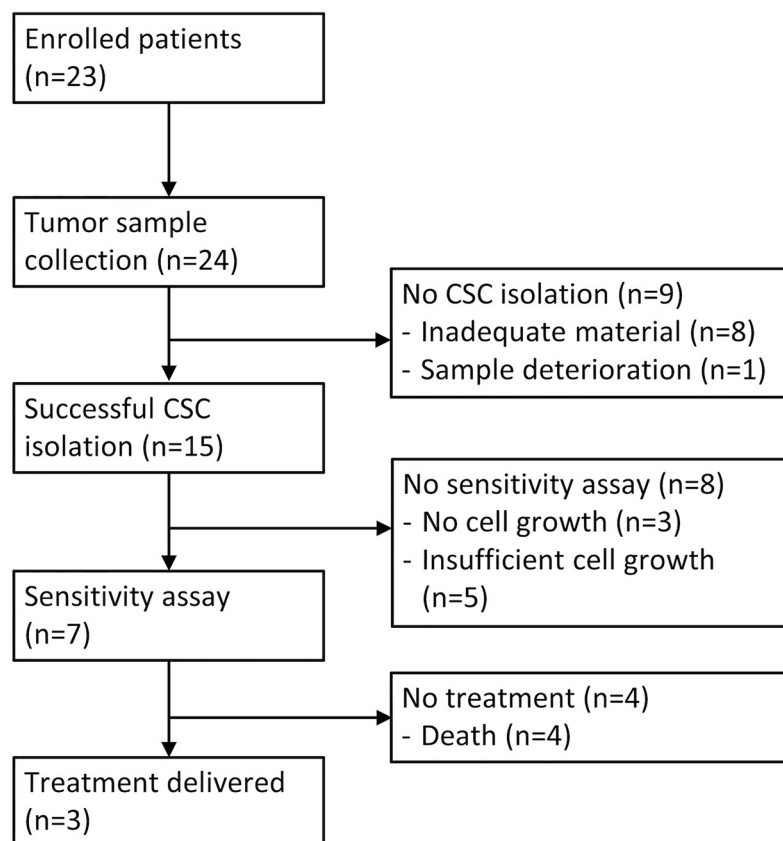 Enrolled patients
(n=23)
Tumor sample
collection (n=24)
No CSC isolation (n=9)
- Inadequate material (n=8)
- Sample deterioration (n=1)
Successful CSC
isolation (n=15)
No sensitivity assay (n=8)
- No cell growth (n=3)
- Insufficient cell growth
(n=5)
Sensitivity assay
(n=7)
No treatment (n=4)
- Death (n=4)
Treatment delivered
(n=3)